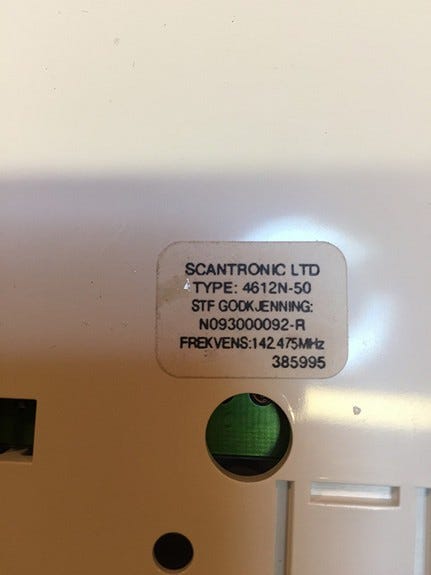 SCANTRONIC LTD
TYPE: 4612N-50
STF GODKJENNING:
N093000092-R
FREKVENS:142.475MHz
385995